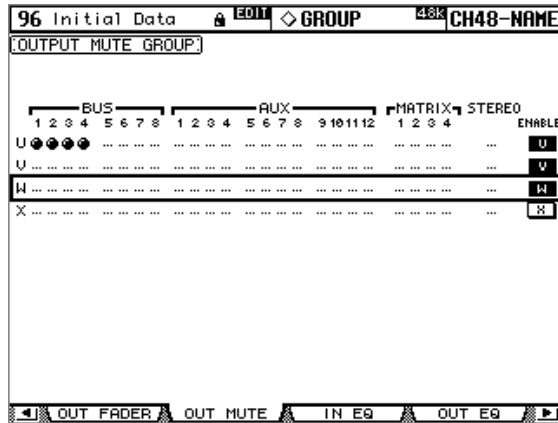 96 Initial Data EDIT GROUP 48K CH48-NAME
OUTPUT MUTE GROUP
BUS AUX MATRIX STEREO
1 2 3 4 5 6 7 8 1 2 3 4 5 6 7 8 9 10 11 12 1 2 3 4 ENABLE
U U
V V
W W
X X
OUT FADER OUT MUTE IN EQ OUT EQ